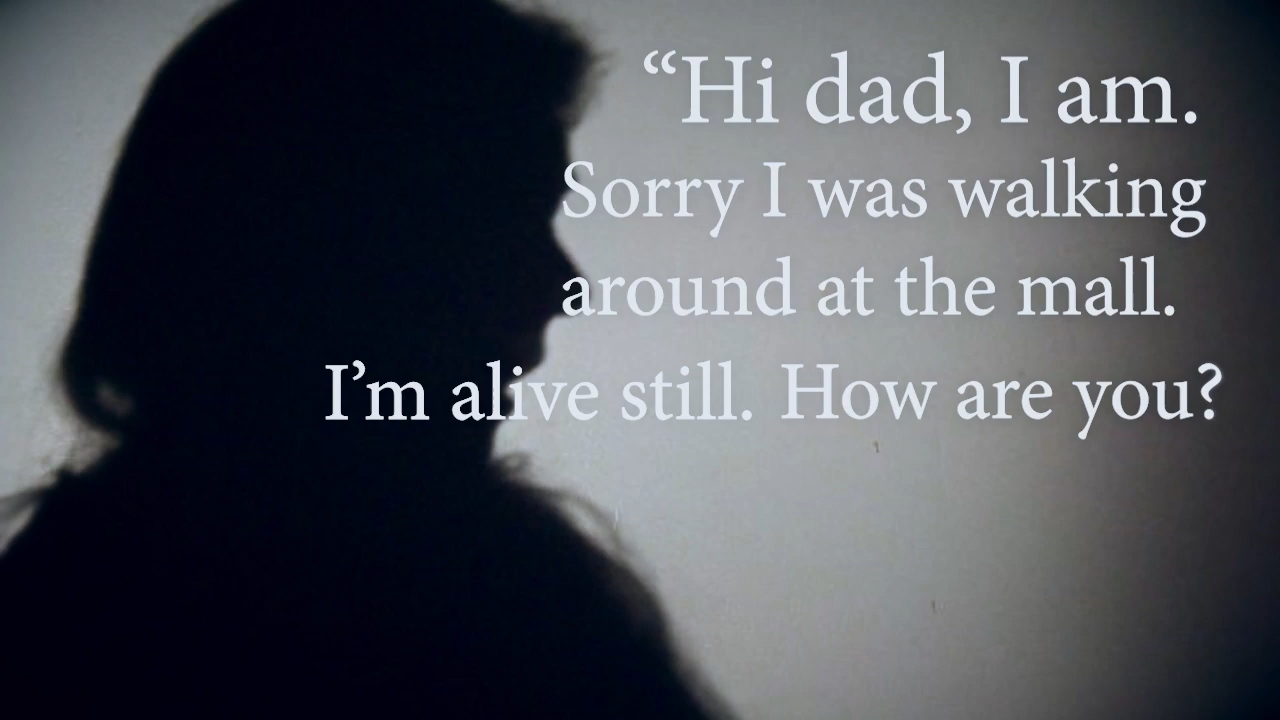 “Hi dad, I am.
Sorry I was walking
around at the mall.
I’m alive still. How are you?